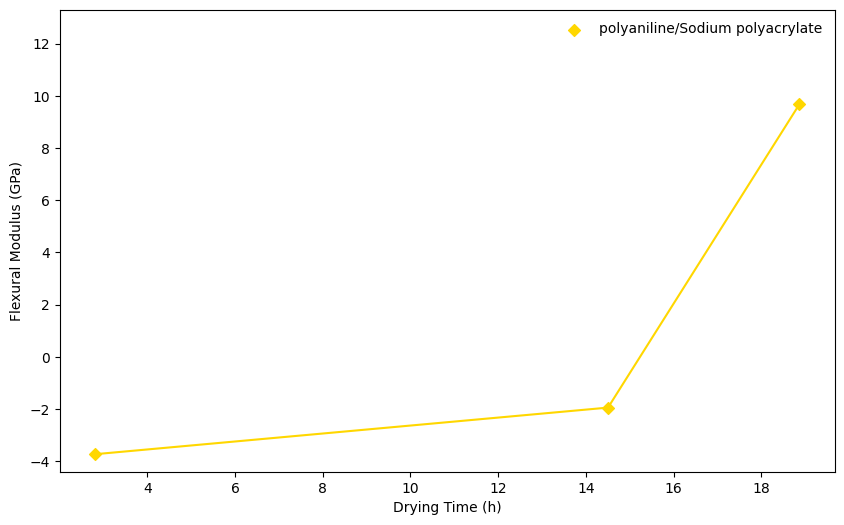 polyaniline/Sodium polyacrylate
12
10
8
6
4
2
0
−2
−4
Flexural Modulus (GPa)
4 6 8 10 12 14 16 18
Drying Time (h)